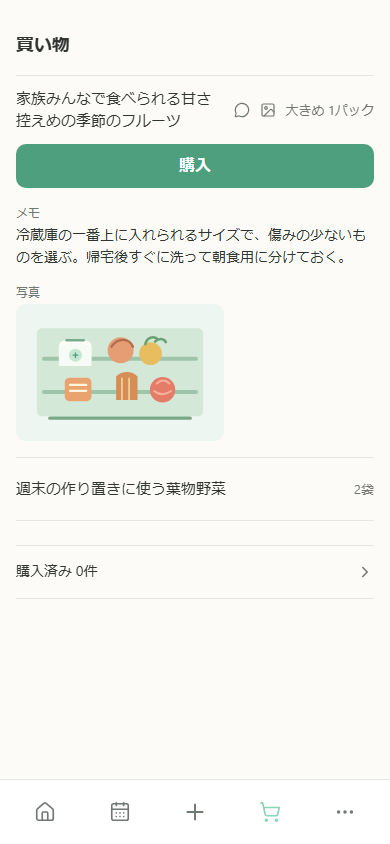 買い物
家族みんなで食べられる甘さ
控えめの季節のフルーツ
大きめ 1パック
購入
メモ
冷蔵庫の一番上に入れられるサイズで、傷みの少ないも
のを選ぶ。帰宅後すぐに洗って朝食用に分けておく。
写真
週末の作り置きに使う葉物野菜
2袋
購入済み 0件